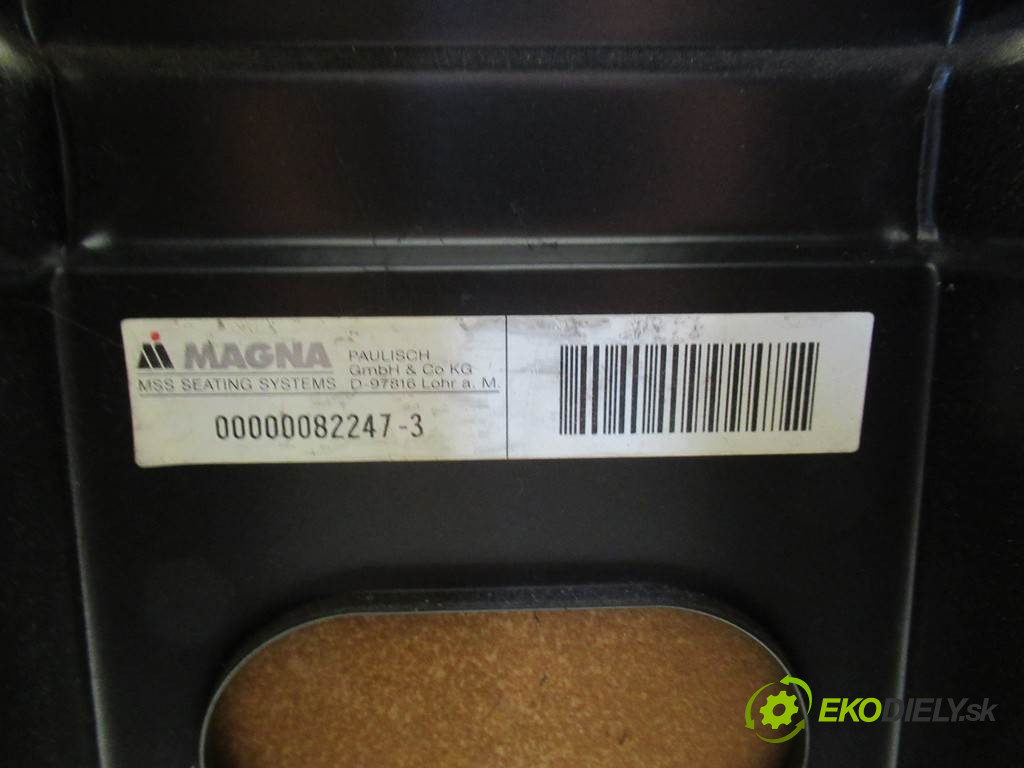 MAGNA
MSS SEATING SYSTEMS
PAULISCH
GmbH & Co KG
D-97816 Lohr a. M.
00000082247-3
EKODIELY.sk